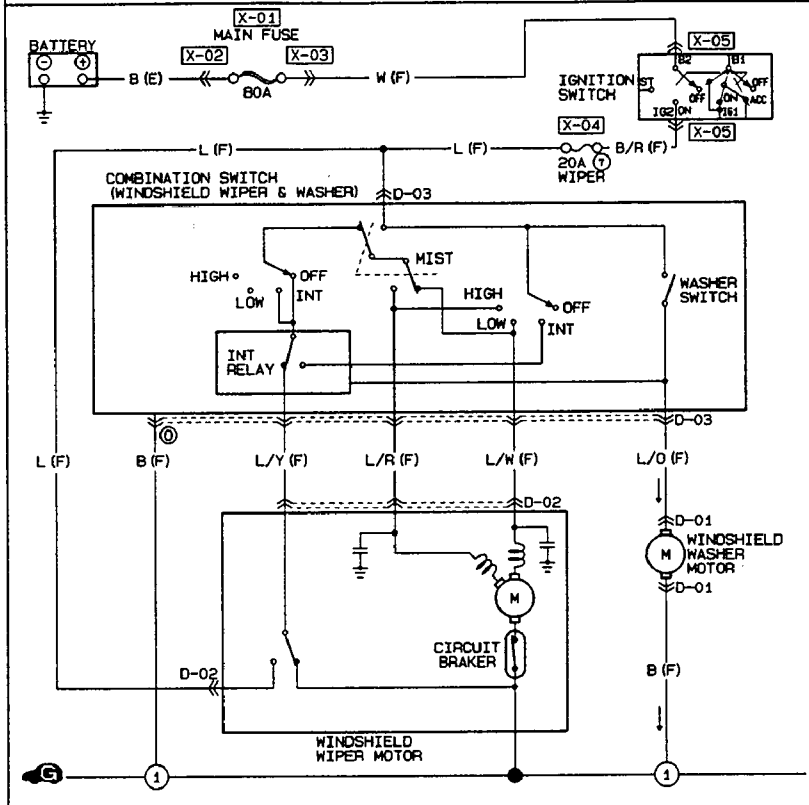 X-01
MAIN FUSE
BATTERY
X-02
X-03
X-05
B2
B1
B (E)
80A
W (F)
IGNITION SWITCH
ST
OFF
OFF
ON
ACC
IG2
ON
IG1
X-04
X-05
L (F)
L (F)
B/R (F)
20A 7
WIPER
COMBINATION SWITCH
(WINDSHIELD WIPER & WASHER)
D-03
MIST
HIGH
OFF
LOW
INT
HIGH
OFF
LOW
INT
WASHER
SWITCH
INT
RELAY
O
D-03
L (F)
B (F)
L/Y (F)
L/R (F)
L/W (F)
L/O (F)
D-02
D-01
M
WINDSHIELD
WASHER
MOTOR
D-01
M
CIRCUIT
BRAKER
D-02
B (F)
WINDSHIELD
WIPER MOTOR
G
1
1